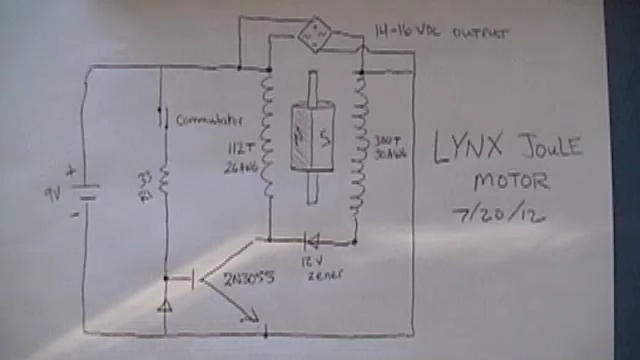 14-16 VDC OUTPUT
Commutator
N S
112T
26AWG
300T
30AWG
LYNX JOULE
MOTOR
7/20/12
+
9V
-
33
2N3055
12V
zener